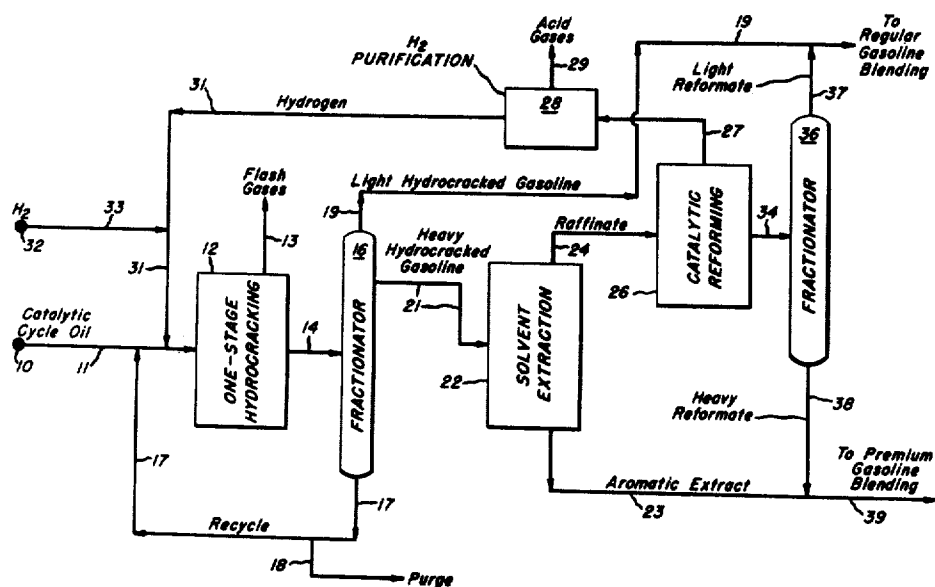 Acid
Gases
H2
PURIFICATION
29
28
19
To
Regular
Gasoline
Blending
Light
Reformate
37
31
Hydrogen
27
36
FRACTIONATOR
Flash
Gases
Light Hydrocracked Gasoline
H2
33
32
13
19
31
12
16
Heavy
Hydrocracked
Gasoline
Raffinate
24
CATALYTIC
REFORMING
34
26
Catalytic
Cycle Oil
10
11
ONE-STAGE
HYDROCRACKING
14
FRACTIONATOR
21
SOLVENT
EXTRACTION
22
38
Heavy
Reformate
17
17
To Premium
Gasoline
Blending
Recycle
Aromatic Extract
23
39
18
Purge